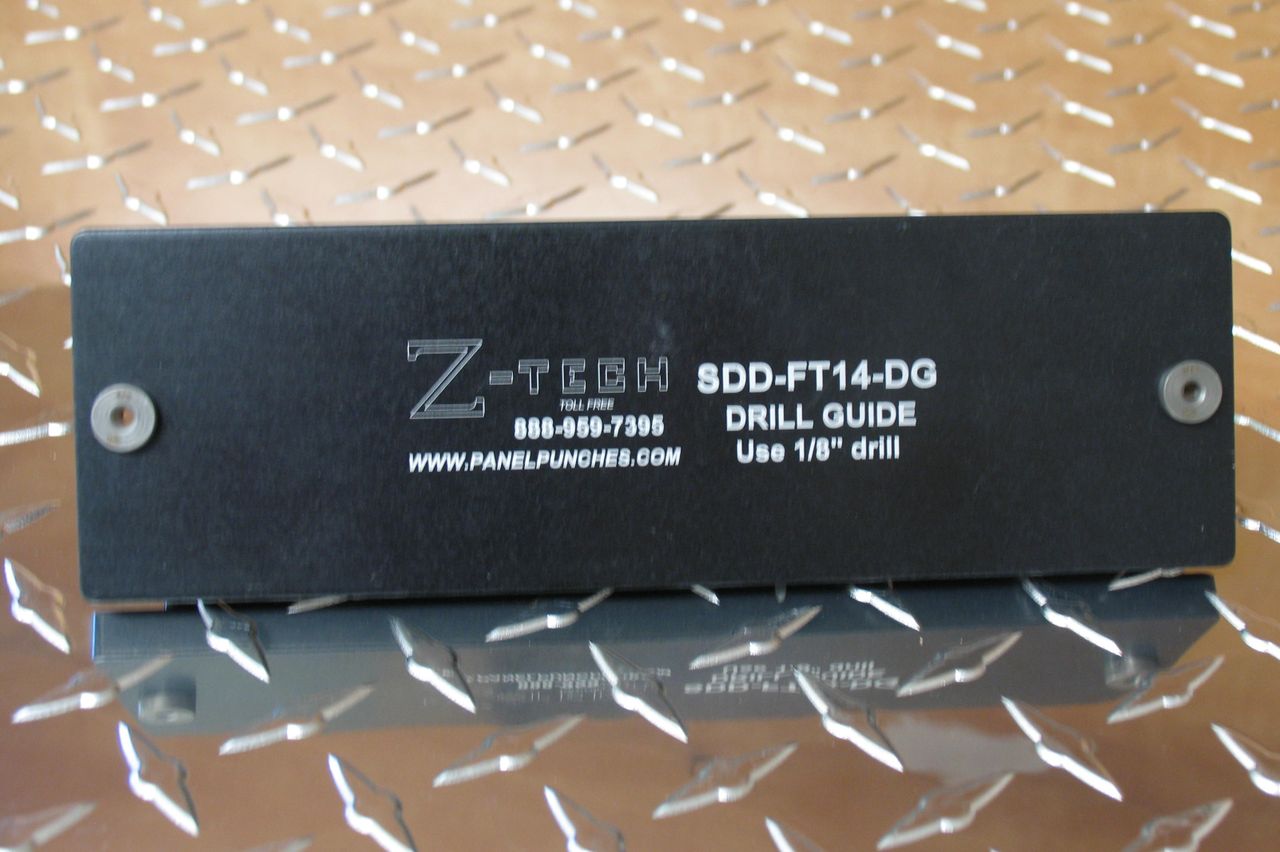 Z-TECH
TOLL FREE
888-959-7395
WWW.PANELPUNCHES.COM
SDD-FT14-DG
DRILL GUIDE
Use 1/8" drill